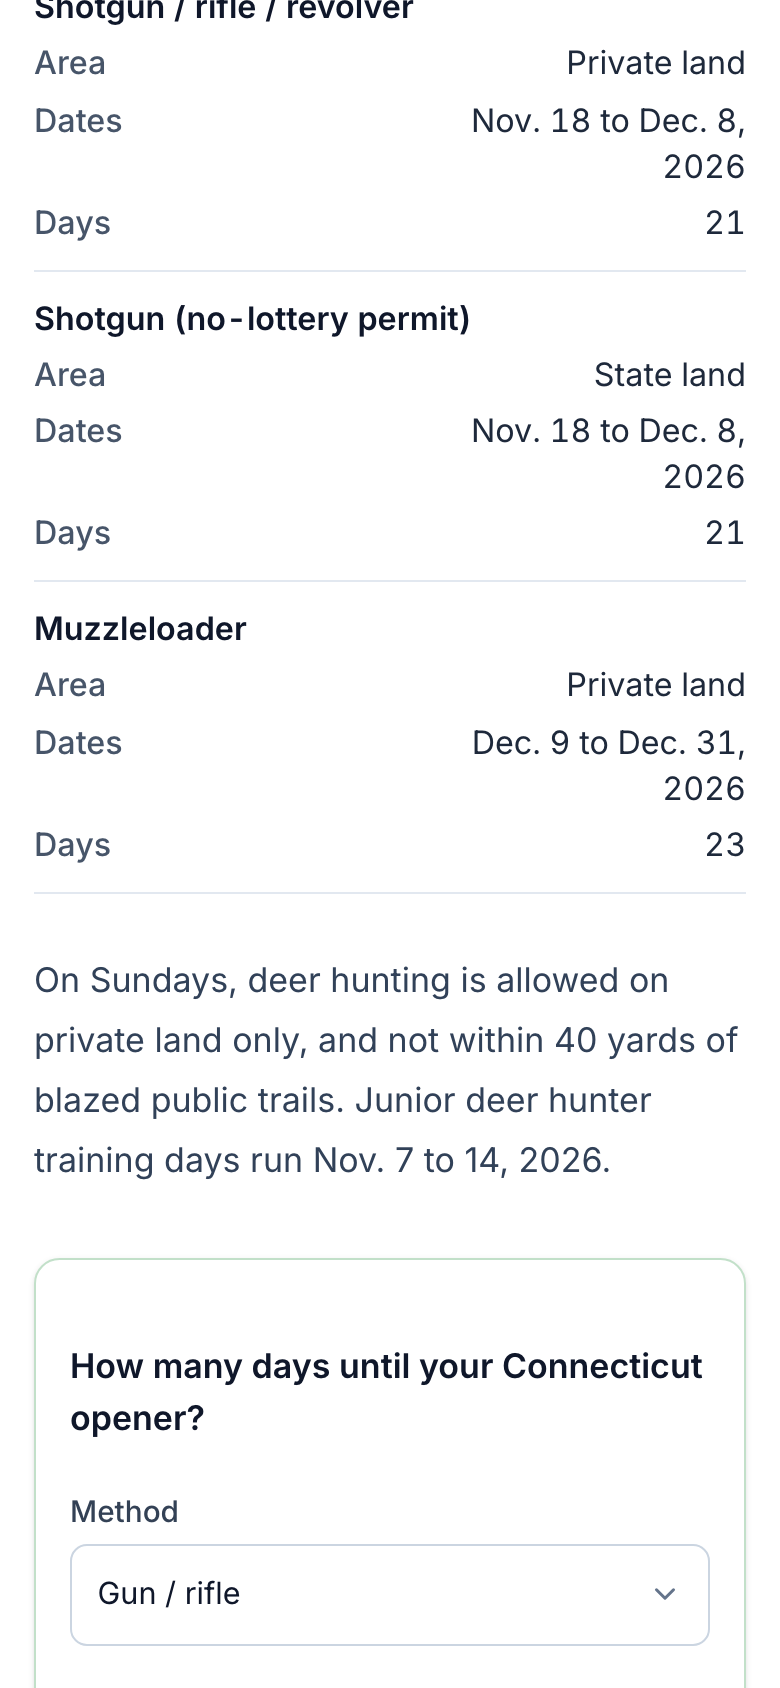 Shotgun / rifle / revolver
Area Private land
Dates Nov. 18 to Dec. 8,
2026
Days 21
Shotgun (no-lottery permit)
Area State land
Dates Nov. 18 to Dec. 8,
2026
Days 21
Muzzleloader
Area Private land
Dates Dec. 9 to Dec. 31,
2026
Days 23
On Sundays, deer hunting is allowed on
private land only, and not within 40 yards of
blazed public trails. Junior deer hunter
training days run Nov. 7 to 14, 2026.
How many days until your Connecticut
opener?
Method
Gun / rifle